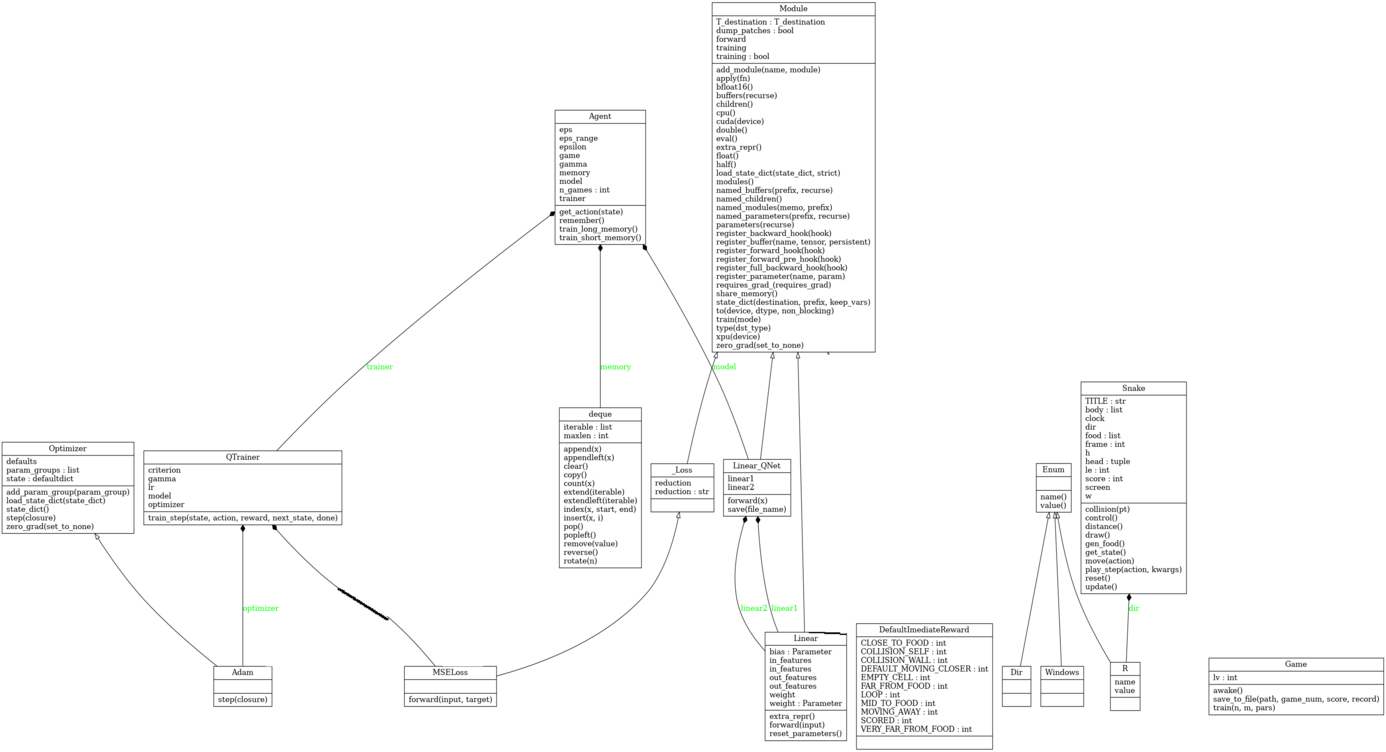 Module
T_destination : T_destination
dump_patches : bool
forward
training
training : bool
add_module(name, module)
apply(fn)
bfloat16()
buffers(recurse)
children()
cpu()
cuda(device)
double()
eval()
extra_repr()
float()
half()
load_state_dict(state_dict, strict)
modules()
named_buffers(prefix, recurse)
named_children()
named_modules(memo, prefix)
named_parameters(prefix, recurse)
parameters(recurse)
register_backward_hook(hook)
register_buffer(name, tensor, persistent)
register_forward_hook(hook)
register_forward_pre_hook(hook)
register_full_backward_hook(hook)
register_parameter(name, param)
requires_grad_(requires_grad)
share_memory()
state_dict(destination, prefix, keep_vars)
to(device, dtype, non_blocking)
train(mode)
type(dst_type)
xpu(device)
zero_grad(set_to_none)
Agent
eps
eps_range
epsilon
game
gamma
memory
model
n_games : int
trainer
get_action(state)
remember()
train_long_memory()
train_short_memory()
trainer
memory
model
Optimizer
defaults
param_groups : list
state : defaultdict
add_param_group(param_group)
load_state_dict(state_dict)
state_dict()
step(closure)
zero_grad(set_to_none)
QTrainer
criterion
gamma
lr
model
optimizer
train_step(state, action, reward, next_state, done)
deque
iterable : list
maxlen : int
append(x)
appendleft(x)
clear()
copy()
count(x)
extend(iterable)
extendleft(iterable)
index(x, start, end)
insert(x, i)
pop()
popleft()
remove(value)
reverse()
rotate(n)
_Loss
reduction
reduction : str
Linear_QNet
linear1
linear2
forward(x)
save(file_name)
Enum
name()
value()
Snake
TITLE : str
body : list
clock
dir
food : list
frame : int
h
head : tuple
le : int
score : int
screen
w
collision(pt)
control()
distance()
draw()
gen_food()
get_state()
move(action)
play_step(action, kwargs)
reset()
update()
optimizer
linear2
linear1
dir
Adam
step(closure)
MSELoss
forward(input, target)
Linear
bias : Parameter
in_features
in_features
out_features
out_features
weight
weight : Parameter
extra_repr()
forward(input)
reset_parameters()
DefaultImediateReward
CLOSE_TO_FOOD : int
COLLISION_SELF : int
COLLISION_WALL : int
DEFAULT_MOVING_CLOSER : int
EMPTY_CELL : int
FAR_FROM_FOOD : int
LOOP : int
MID_TO_FOOD : int
MOVING_AWAY : int
SCORED : int
VERY_FAR_FROM_FOOD : int
Dir
Windows
R
name
value
Game
lv : int
awake()
save_to_file(path, game_num, score, record)
train(n, m, pars)